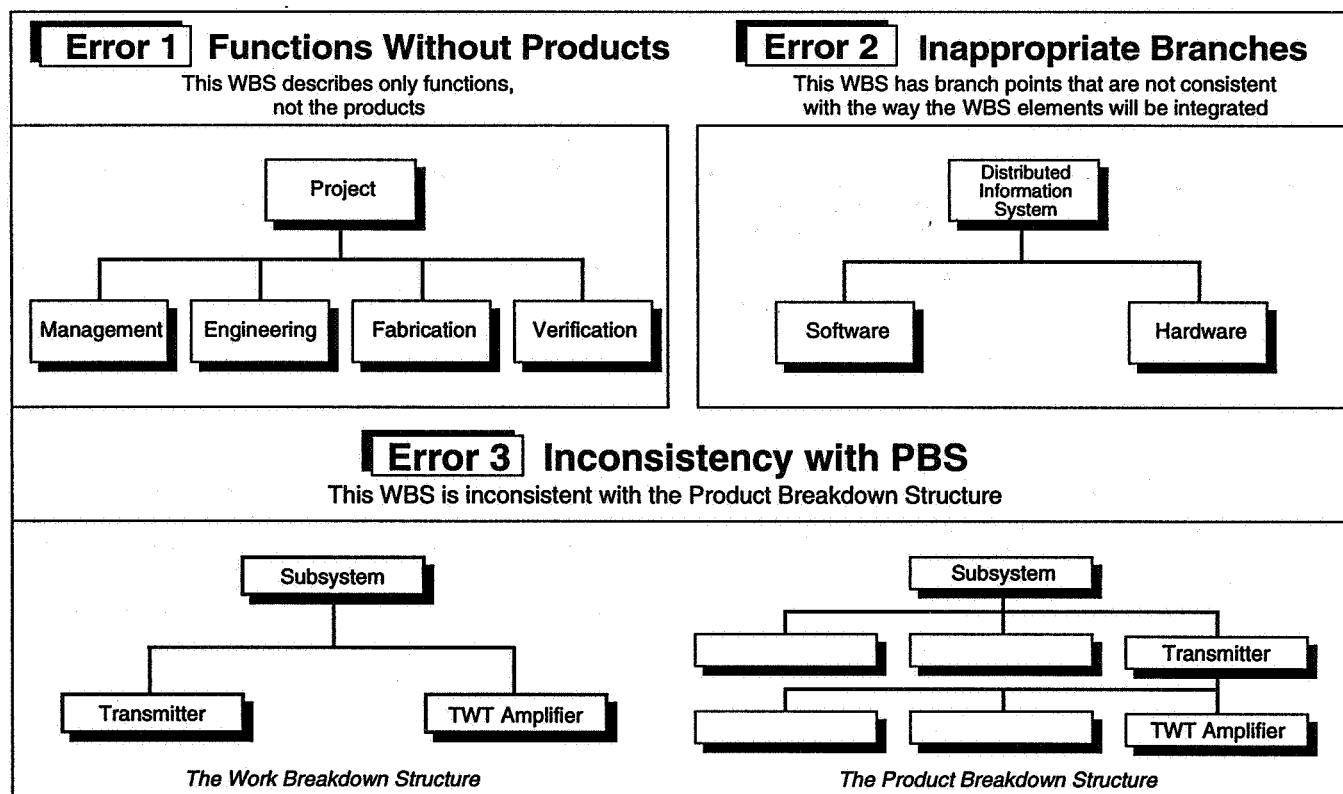 Error 1 Functions Without Products
This WBS describes only functions,
not the products
Project
Management
Engineering
Fabrication
Verification
Error 2 Inappropriate Branches
This WBS has branch points that are not consistent
with the way the WBS elements will be integrated
Distributed
Information
System
Software
Hardware
Error 3 Inconsistency with PBS
This WBS is inconsistent with the Product Breakdown Structure
Subsystem
Transmitter
TWT Amplifier
The Work Breakdown Structure
Subsystem
Transmitter
TWT Amplifier
The Product Breakdown Structure